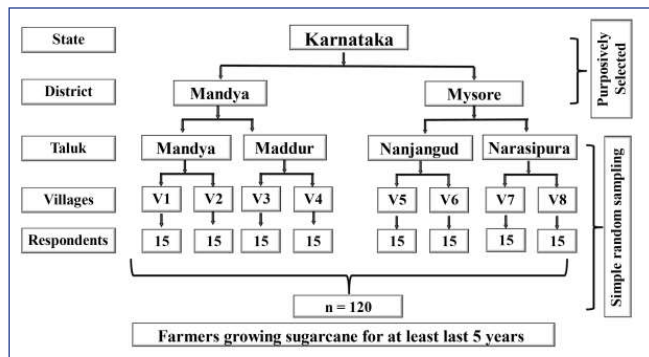 State
Karnataka
District
Mandya
Mysore
Purposively
Selected
Taluk
Mandya
Maddur
Nanjangud
Narasipura
Villages
V1
V2
V3
V4
V5
V6
V7
V8
Respondents
15
15
15
15
15
15
15
15
Simple random sampling
n = 120
Farmers growing sugarcane for at least last 5 years